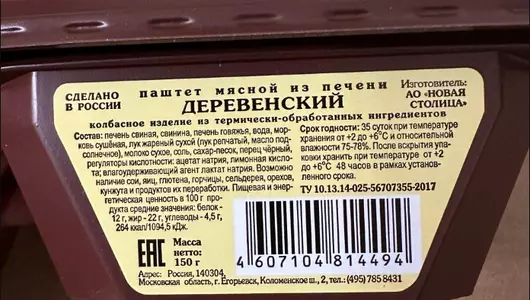 СДЕЛАНО
В РОССИИ
паштет мясной из печени
ДЕРЕВЕНСКИЙ
Изготовитель:
АО «НОВАЯ
СТОЛИЦА»
колбасное изделие из термически-обработанных ингредиентов
Состав: печень свиная, свинина, печень говяжья, вода, мор-
ковь сушёная, лук жареный сухой (лук репчатый, масло под-
солнечное), молоко сухое, соль, сахар-песок, перец чёрный,
регуляторы кислотности: ацетат натрия, лимонная кисло-
та; влагоудерживающий агент лактат натрия. Возможно
наличие сои, яиц, глютена, горчицы, сельдерея, орехов,
кунжута и продуктов их переработки. Пищевая и энер-
гетическая ценность в 100 г про-
дукта средние значения: белок -
12 г, жир - 22 г, углеводы - 4,5 г,
264 ккал/1094,5 кДж.
Срок годности: 35 суток при температуре
хранения от +2 до +6°С и относительной
влажности 75-78%. После вскрытия упа-
ковки хранить при температуре от +2
до +6°С 48 часов в рамках установлен-
ного срока годности.
ТУ 10.13.14-025-56707355-2017
ЕАС
Масса
нетто:
150 г
4 607104 814494
Адрес: Россия, 140304,
Московская область, г. Егорьевск, Коломенское ш., 2, тел.:(495) 785 8431